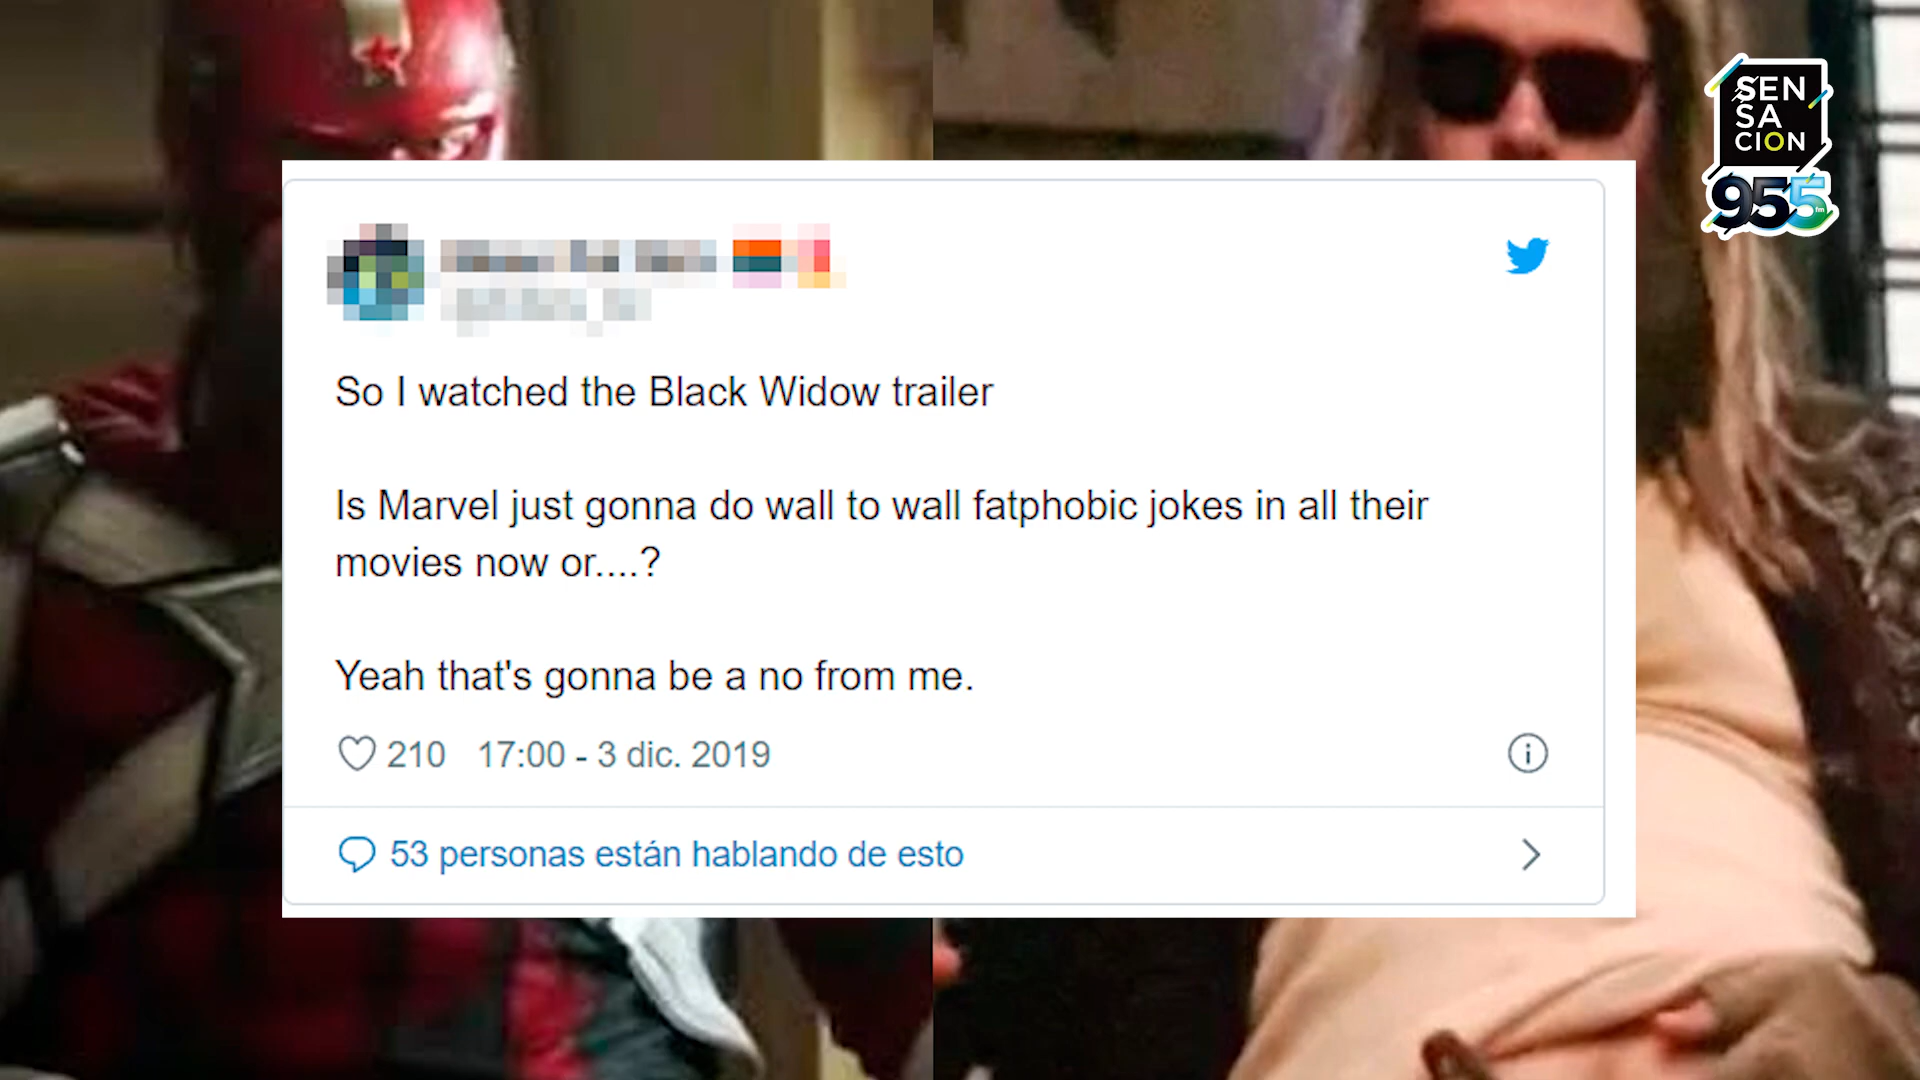 SEN
SA
CION
955
fm
So I watched the Black Widow trailer
Is Marvel just gonna do wall to wall fatphobic jokes in all their
movies now or....?
Yeah that's gonna be a no from me.
210 17:00 - 3 dic. 2019
53 personas están hablando de esto